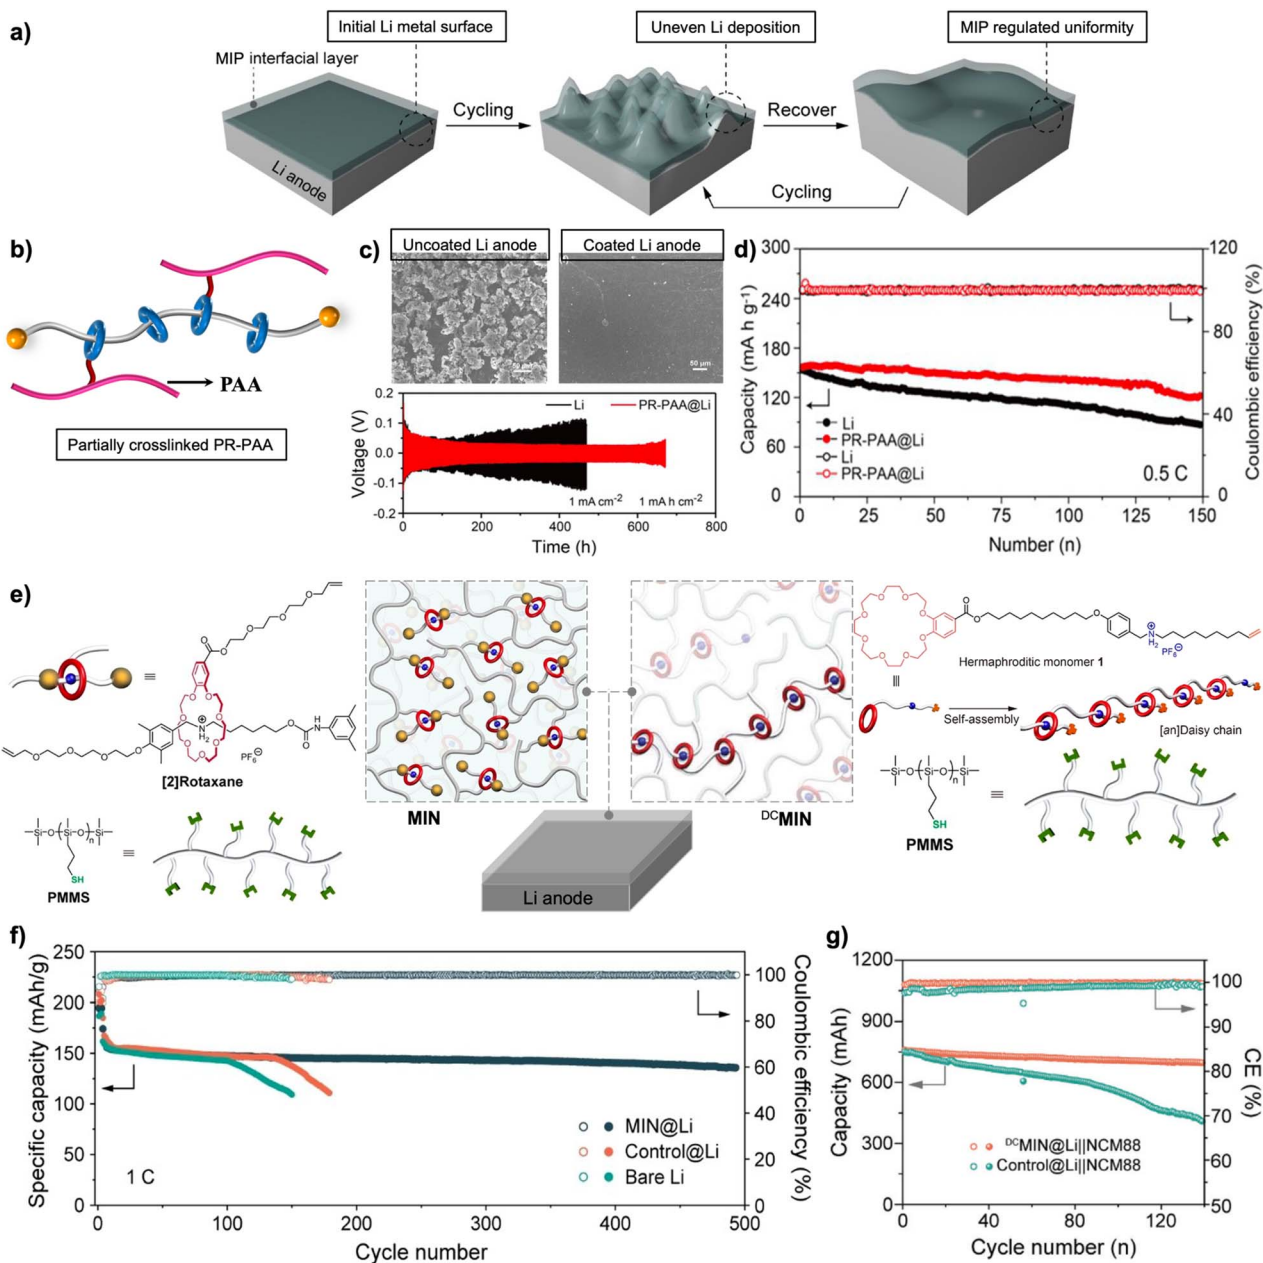 a)
Initial Li metal surface
Uneven Li deposition
MIP regulated uniformity
MIP interfacial layer
Cycling
Recover
Li anode
Cycling
b)
PAA
Partially crosslinked PR-PAA
c)
Uncoated Li anode
Coated Li anode
50 μm
50 μm
Li
PR-PAA@Li
0.2
0.1
0.0
-0.1
-0.2
Voltage (V)
1 mA cm-2
1 mA h cm-2
0
200
400
600
800
Time (h)
d)
300
240
180
120
60
0
Capacity (mA h g-1)
120
80
40
0
Coulombic efficiency (%)
Li
PR-PAA@Li
Li
PR-PAA@Li
0.5 C
0
25
50
75
100
125
150
Number (n)
e)
[2]Rotaxane
PF6⊖
PMMS
SH
MIN
DCMIN
Li anode
Hermaphroditic monomer 1
PF6⊖
Self-assembly
[an]Daisy chain
PMMS
SH
f)
250
200
150
100
50
0
Specific capacity (mAh/g)
100
80
60
40
20
0
Coulombic efficiency (%)
MIN@Li
Control@Li
Bare Li
1 C
0
100
200
300
400
500
Cycle number
g)
1200
900
600
300
0
Capacity (mAh)
100
90
80
70
60
50
CE (%)
DCMIN@Li||NCM88
Control@Li||NCM88
0
40
80
120
Cycle number (n)